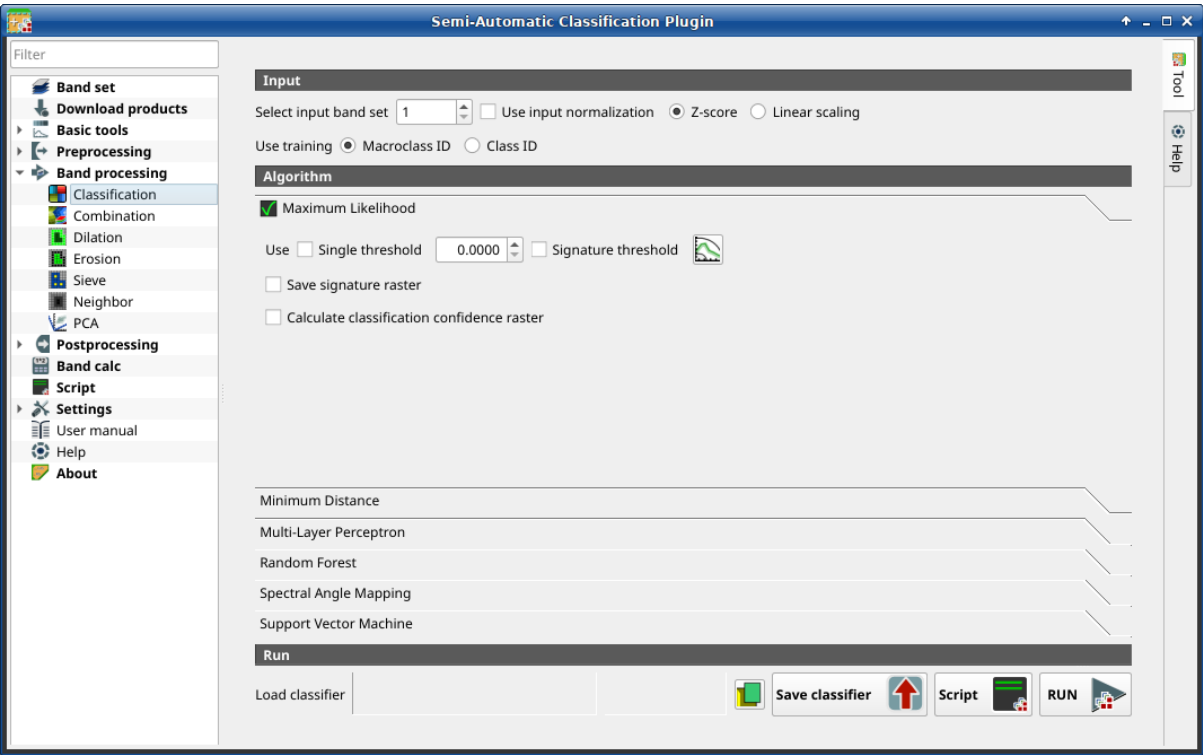 Semi-Automatic Classification Plugin
Filter
Band set
Download products
Basic tools
Preprocessing
Band processing
Classification
Combination
Dilation
Erosion
Sieve
Neighbor
PCA
Postprocessing
Band calc
Script
Settings
User manual
Help
About
Input
Select input band set 1 Use input normalization Z-score Linear scaling
Use training Macroclass ID Class ID
Algorithm
Maximum Likelihood
Use Single threshold 0.0000 Signature threshold
Save signature raster
Calculate classification confidence raster
Minimum Distance
Multi-Layer Perceptron
Random Forest
Spectral Angle Mapping
Support Vector Machine
Run
Load classifier Save classifier Script RUN
Tool
Help